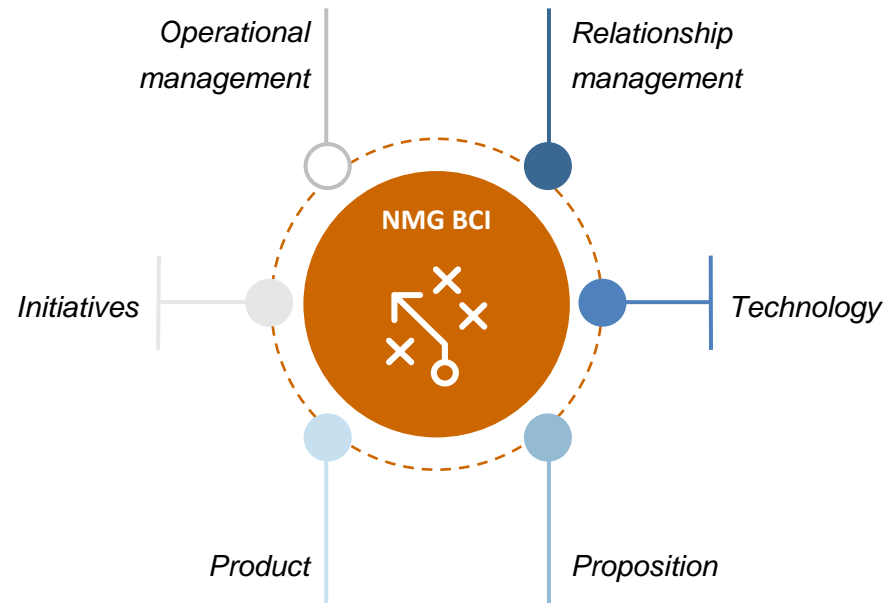 Operational
management
Relationship
management
NMG BCI
Initiatives
Technology
Product
Proposition